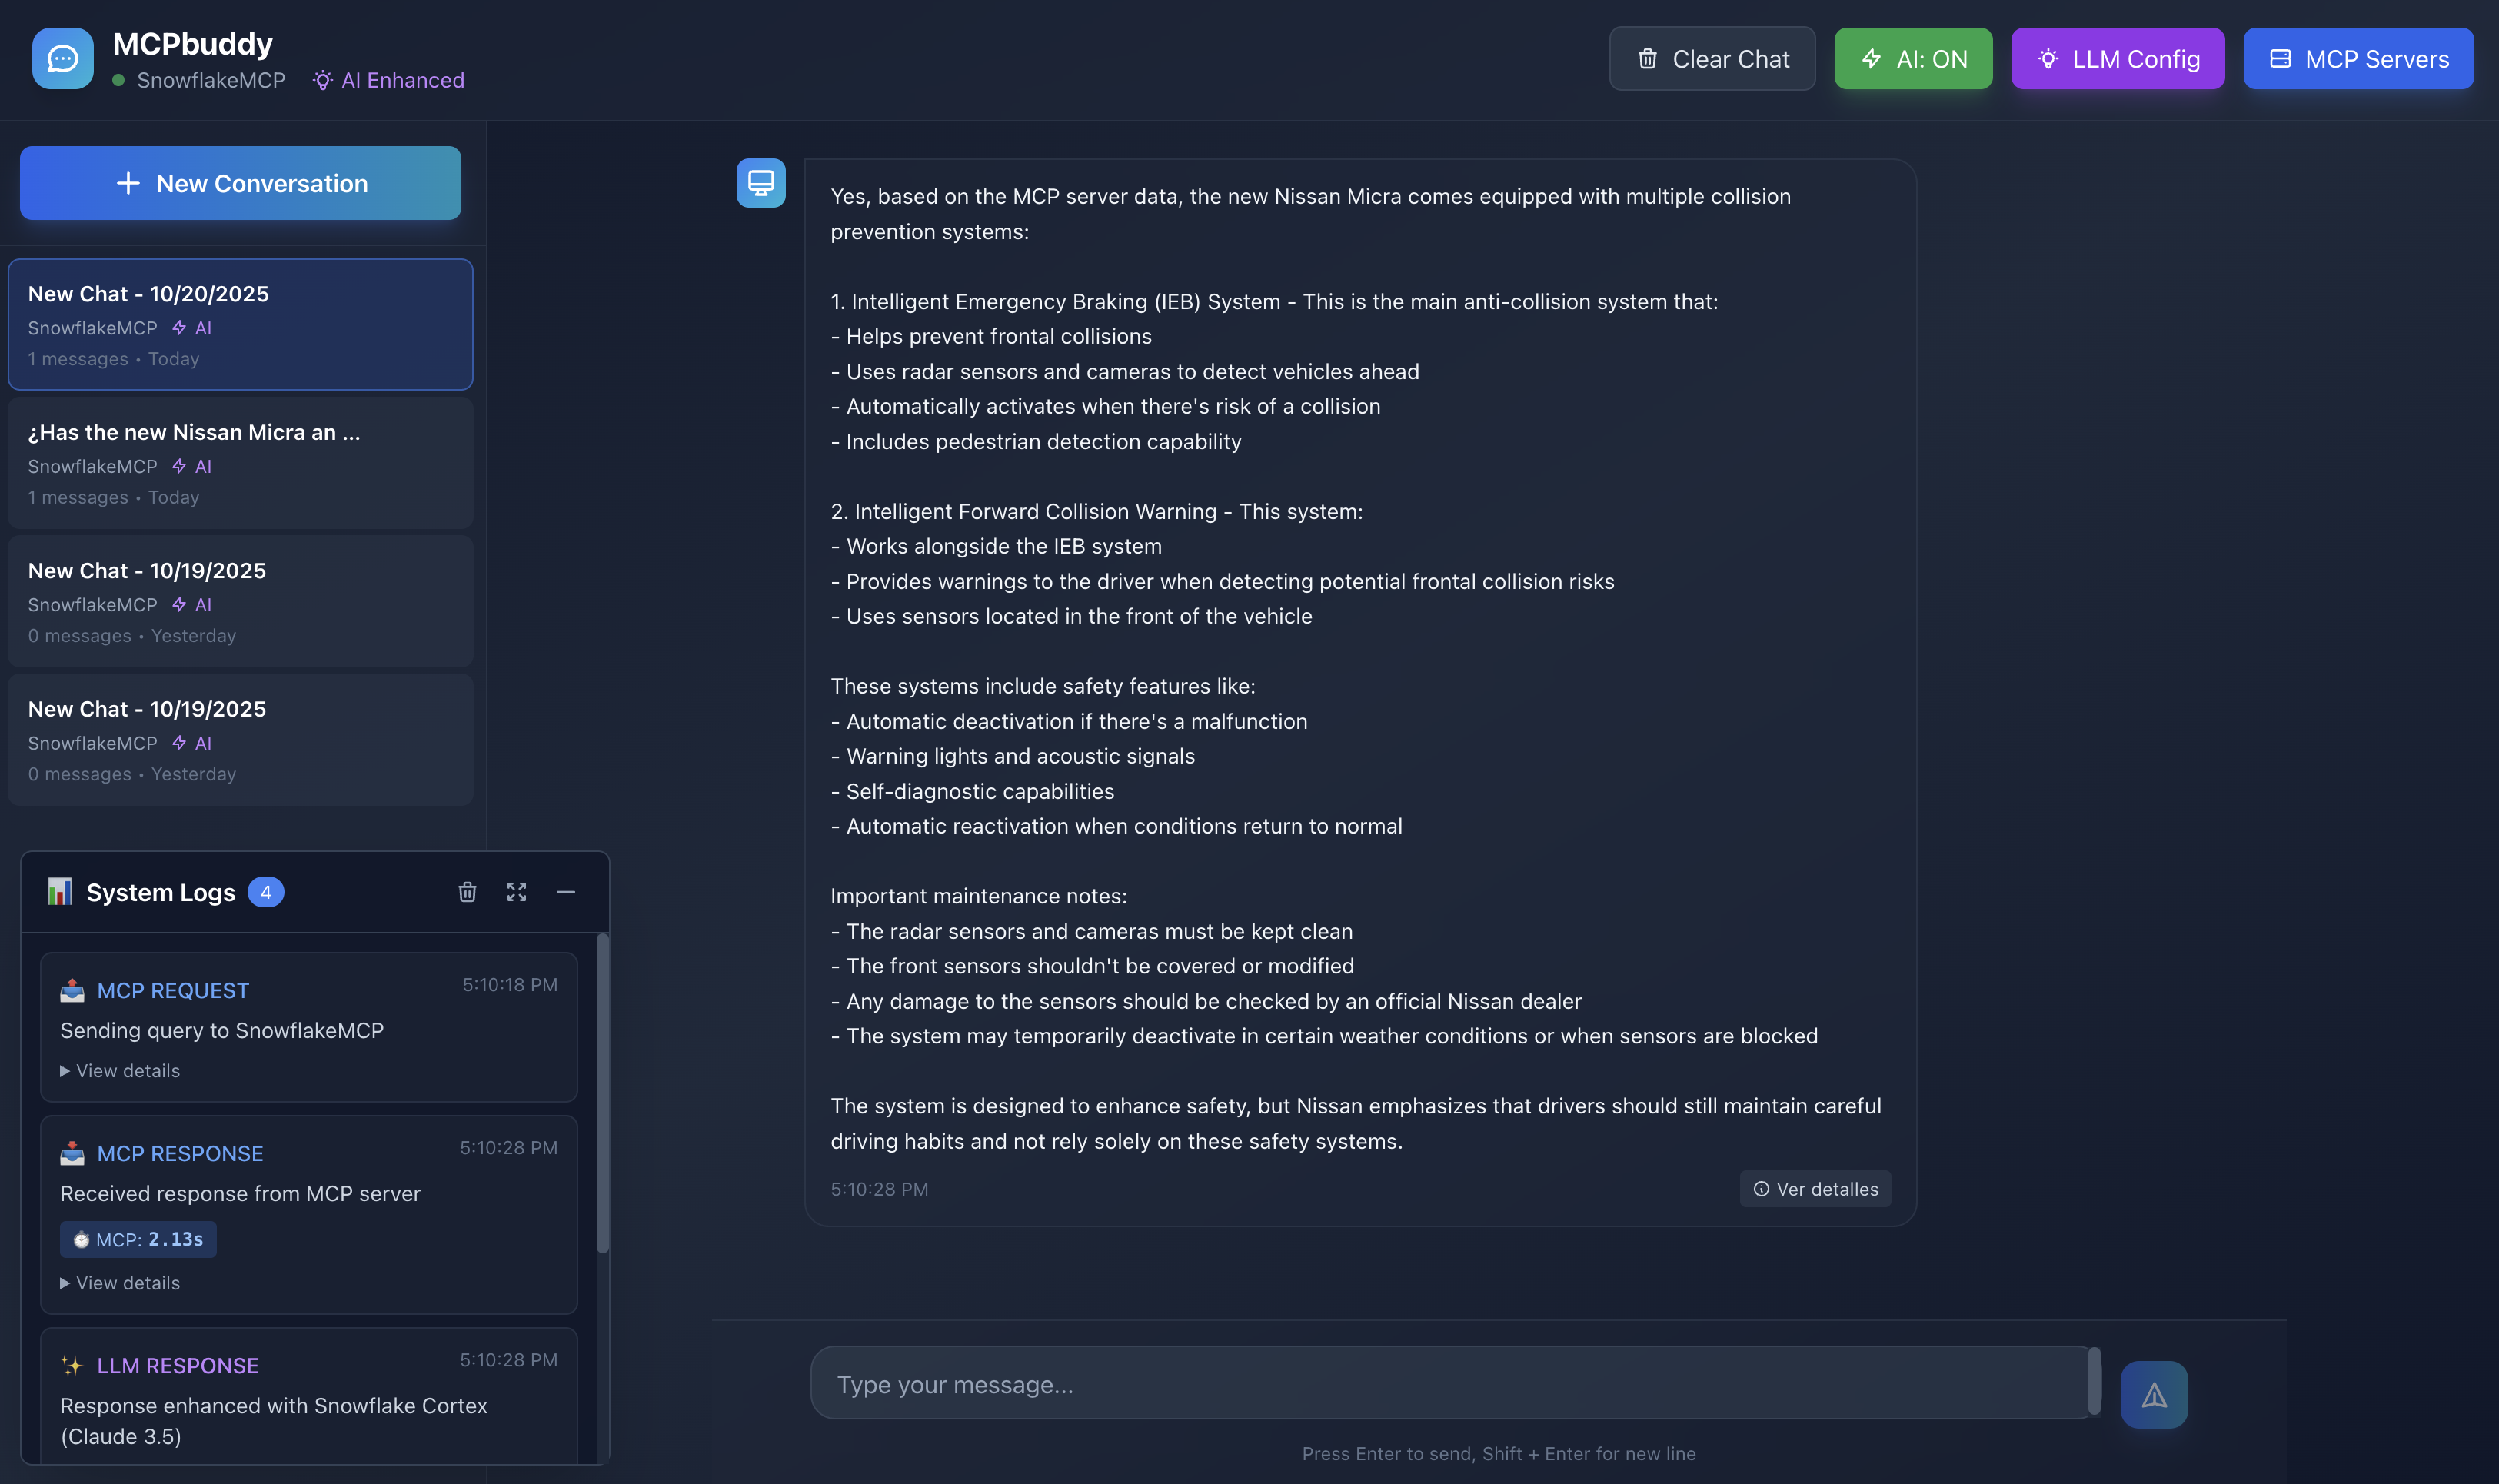 MCPbuddy
SnowflakeMCP AI Enhanced
Clear Chat
AI: ON
LLM Config
MCP Servers
New Conversation
New Chat - 10/20/2025
SnowflakeMCP AI
1 messages • Today
¿Has the new Nissan Micra an ...
SnowflakeMCP AI
1 messages • Today
New Chat - 10/19/2025
SnowflakeMCP AI
0 messages • Yesterday
New Chat - 10/19/2025
SnowflakeMCP AI
0 messages • Yesterday
System Logs 4
MCP REQUEST 5:10:18 PM
Sending query to SnowflakeMCP
View details
MCP RESPONSE 5:10:28 PM
Received response from MCP server
MCP: 2.13s
View details
LLM RESPONSE 5:10:28 PM
Response enhanced with Snowflake Cortex
(Claude 3.5)
Yes, based on the MCP server data, the new Nissan Micra comes equipped with multiple collision
prevention systems:
1. Intelligent Emergency Braking (IEB) System - This is the main anti-collision system that:
- Helps prevent frontal collisions
- Uses radar sensors and cameras to detect vehicles ahead
- Automatically activates when there's risk of a collision
- Includes pedestrian detection capability
2. Intelligent Forward Collision Warning - This system:
- Works alongside the IEB system
- Provides warnings to the driver when detecting potential frontal collision risks
- Uses sensors located in the front of the vehicle
These systems include safety features like:
- Automatic deactivation if there's a malfunction
- Warning lights and acoustic signals
- Self-diagnostic capabilities
- Automatic reactivation when conditions return to normal
Important maintenance notes:
- The radar sensors and cameras must be kept clean
- The front sensors shouldn't be covered or modified
- Any damage to the sensors should be checked by an official Nissan dealer
- The system may temporarily deactivate in certain weather conditions or when sensors are blocked
The system is designed to enhance safety, but Nissan emphasizes that drivers should still maintain careful
driving habits and not rely solely on these safety systems.
5:10:28 PM
Ver detalles
Type your message...
Press Enter to send, Shift + Enter for new line